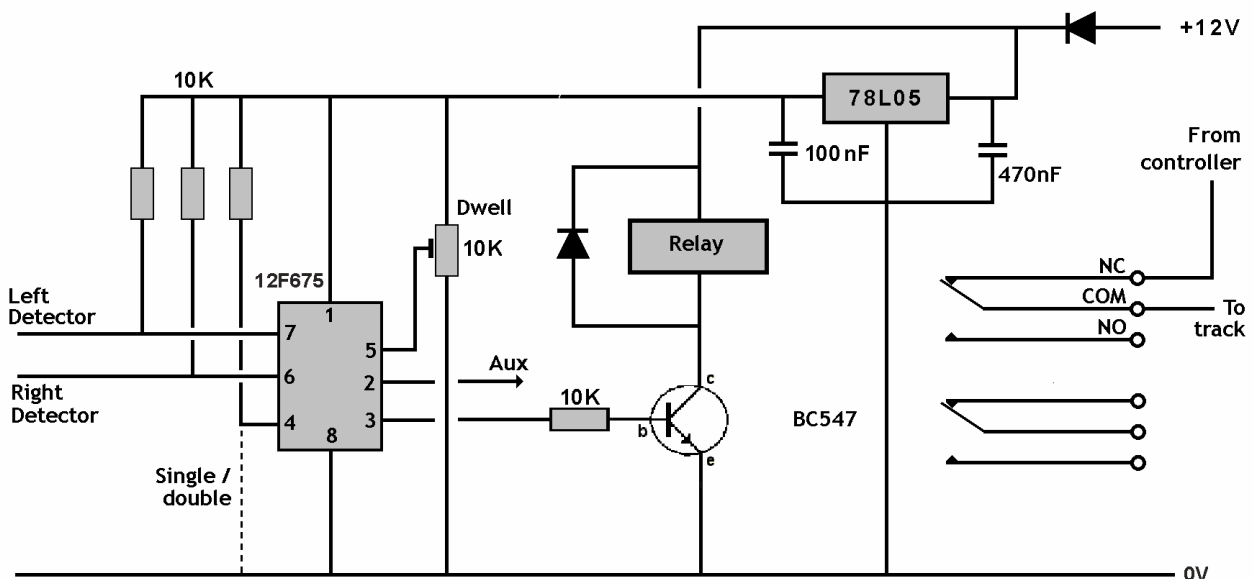 +12V
10K
78L05
100nF
470nF
From
controller
Dwell
10K
Relay
12F675
NC
Left
Detector
COM
To
track
1
7
NO
5
Aux
6
2
Right
Detector
c
10K
4
3
b
BC547
8
e
Single /
double
0V